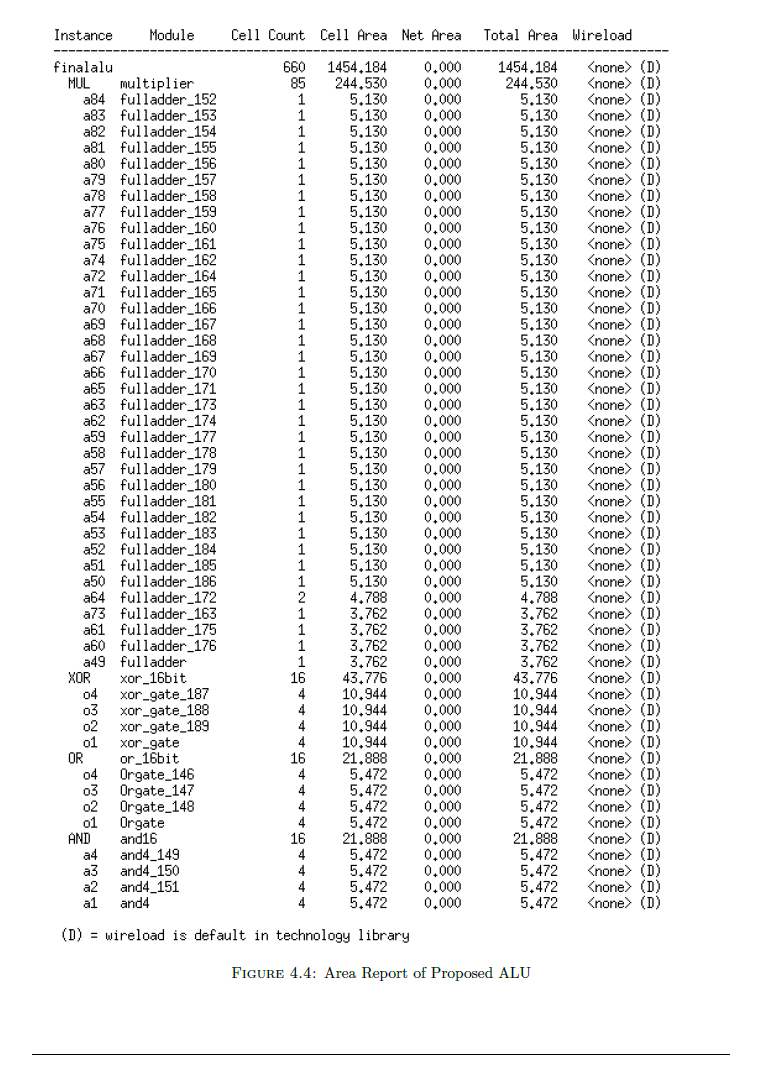 Instance Module Cell Count Cell Area Net Area Total Area Wireload
--------------------------------------------------------------------------------
finalalu 660 1454.184 0.000 1454.184 <none> (D)
MUL multiplier 85 244.530 0.000 244.530 <none> (D)
a84 fulladder_152 1 5.130 0.000 5.130 <none> (D)
a83 fulladder_153 1 5.130 0.000 5.130 <none> (D)
a82 fulladder_154 1 5.130 0.000 5.130 <none> (D)
a81 fulladder_155 1 5.130 0.000 5.130 <none> (D)
a80 fulladder_156 1 5.130 0.000 5.130 <none> (D)
a79 fulladder_157 1 5.130 0.000 5.130 <none> (D)
a78 fulladder_158 1 5.130 0.000 5.130 <none> (D)
a77 fulladder_159 1 5.130 0.000 5.130 <none> (D)
a76 fulladder_160 1 5.130 0.000 5.130 <none> (D)
a75 fulladder_161 1 5.130 0.000 5.130 <none> (D)
a74 fulladder_162 1 5.130 0.000 5.130 <none> (D)
a72 fulladder_164 1 5.130 0.000 5.130 <none> (D)
a71 fulladder_165 1 5.130 0.000 5.130 <none> (D)
a70 fulladder_166 1 5.130 0.000 5.130 <none> (D)
a69 fulladder_167 1 5.130 0.000 5.130 <none> (D)
a68 fulladder_168 1 5.130 0.000 5.130 <none> (D)
a67 fulladder_169 1 5.130 0.000 5.130 <none> (D)
a66 fulladder_170 1 5.130 0.000 5.130 <none> (D)
a65 fulladder_171 1 5.130 0.000 5.130 <none> (D)
a63 fulladder_173 1 5.130 0.000 5.130 <none> (D)
a62 fulladder_174 1 5.130 0.000 5.130 <none> (D)
a59 fulladder_177 1 5.130 0.000 5.130 <none> (D)
a58 fulladder_178 1 5.130 0.000 5.130 <none> (D)
a57 fulladder_179 1 5.130 0.000 5.130 <none> (D)
a56 fulladder_180 1 5.130 0.000 5.130 <none> (D)
a55 fulladder_181 1 5.130 0.000 5.130 <none> (D)
a54 fulladder_182 1 5.130 0.000 5.130 <none> (D)
a53 fulladder_183 1 5.130 0.000 5.130 <none> (D)
a52 fulladder_184 1 5.130 0.000 5.130 <none> (D)
a51 fulladder_185 1 5.130 0.000 5.130 <none> (D)
a50 fulladder_186 1 5.130 0.000 5.130 <none> (D)
a64 fulladder_172 2 4.788 0.000 4.788 <none> (D)
a73 fulladder_163 1 3.762 0.000 3.762 <none> (D)
a61 fulladder_175 1 3.762 0.000 3.762 <none> (D)
a60 fulladder_176 1 3.762 0.000 3.762 <none> (D)
a49 fulladder 1 3.762 0.000 3.762 <none> (D)
XOR xor_16bit 16 43.776 0.000 43.776 <none> (D)
o4 xor_gate_187 4 10.944 0.000 10.944 <none> (D)
o3 xor_gate_188 4 10.944 0.000 10.944 <none> (D)
o2 xor_gate_189 4 10.944 0.000 10.944 <none> (D)
o1 xor_gate 4 10.944 0.000 10.944 <none> (D)
OR or_16bit 16 21.888 0.000 21.888 <none> (D)
o4 Orgate_146 4 5.472 0.000 5.472 <none> (D)
o3 Orgate_147 4 5.472 0.000 5.472 <none> (D)
o2 Orgate_148 4 5.472 0.000 5.472 <none> (D)
o1 Orgate 4 5.472 0.000 5.472 <none> (D)
AND and16 16 21.888 0.000 21.888 <none> (D)
a4 and4_149 4 5.472 0.000 5.472 <none> (D)
a3 and4_150 4 5.472 0.000 5.472 <none> (D)
a2 and4_151 4 5.472 0.000 5.472 <none> (D)
a1 and4 4 5.472 0.000 5.472 <none> (D)
(D) = wireload is default in technology library
FIGURE 4.4: Area Report of Proposed ALU